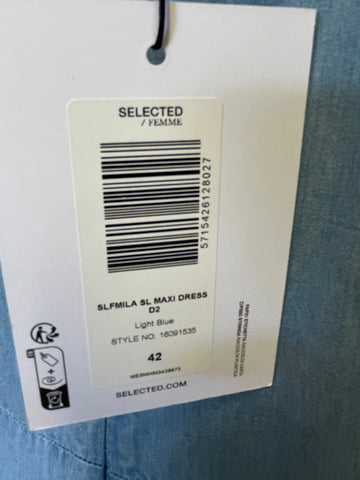 SELECTED
/ FEMME
5715426128027
SLFMILA SL MAXI DRESS
D2
Light Blue
STYLE NO. 16091535
42
SELECTED.COM